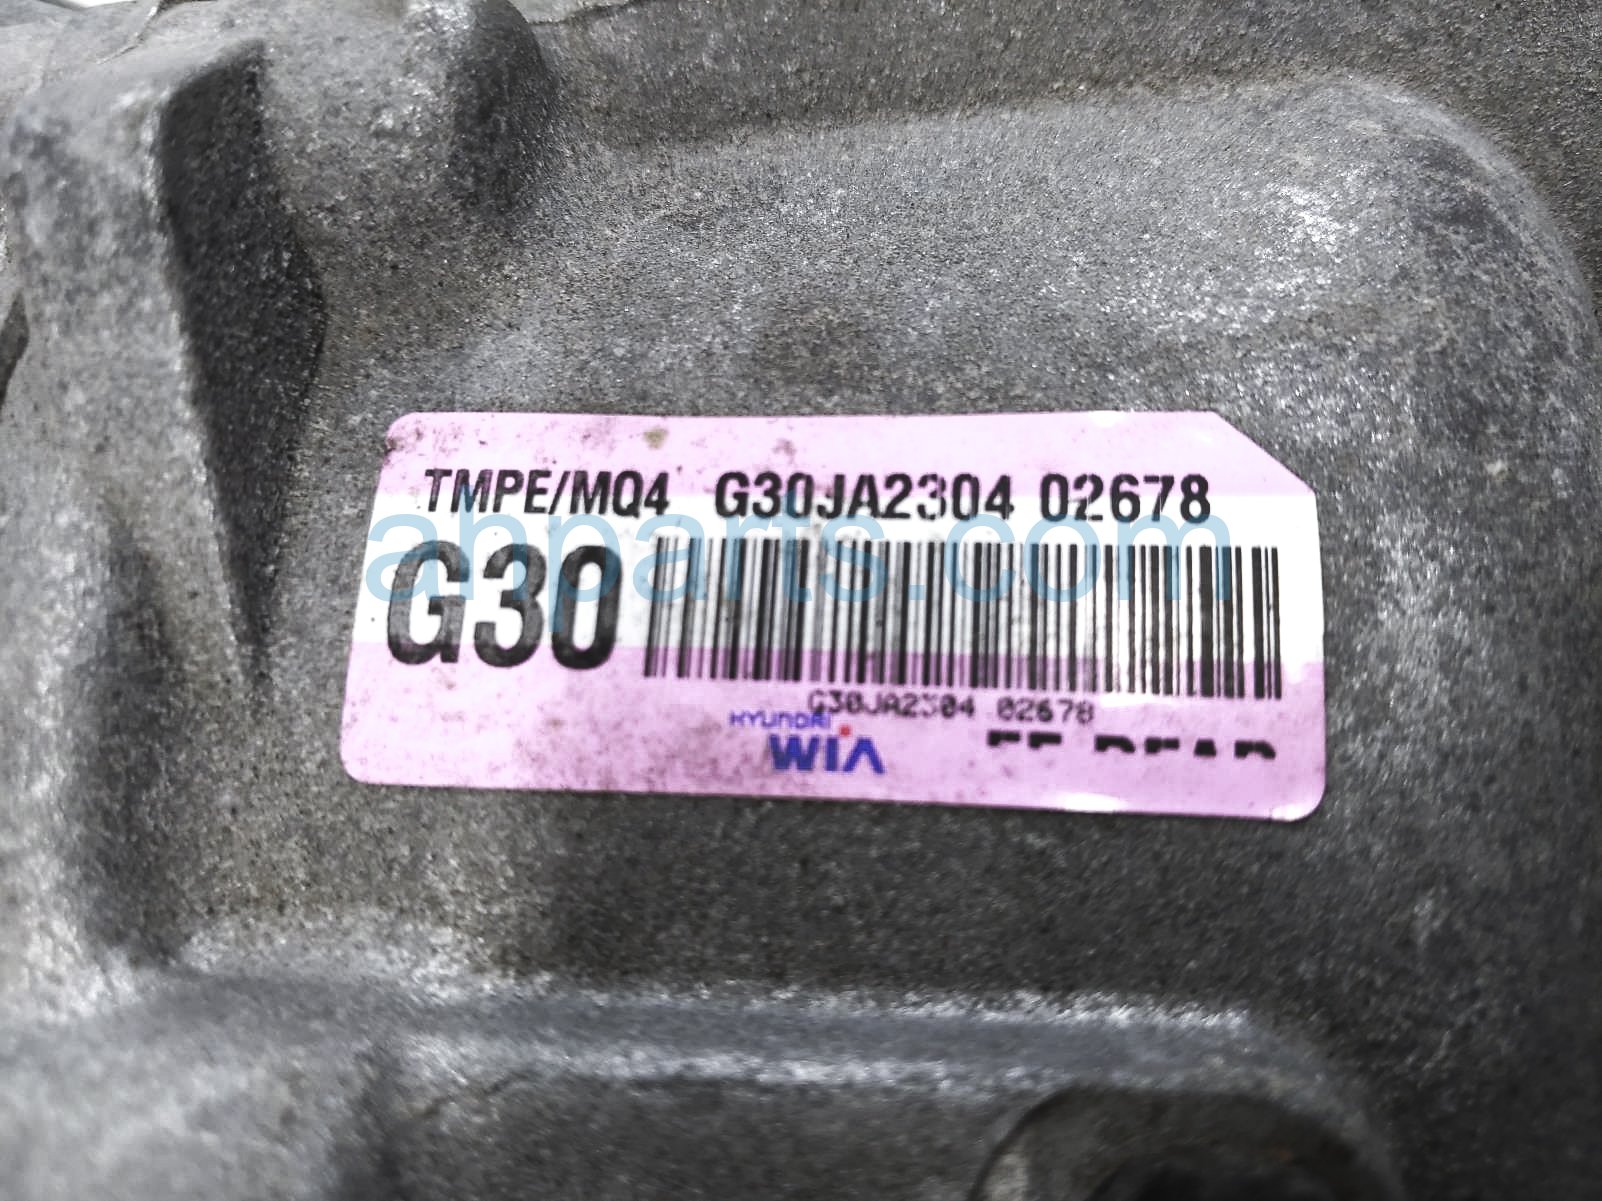 TMPE/MQ4 G30JA2304 02678
G30
G30JA2304 02678
HYUNDAI
WIA
ahparts.com